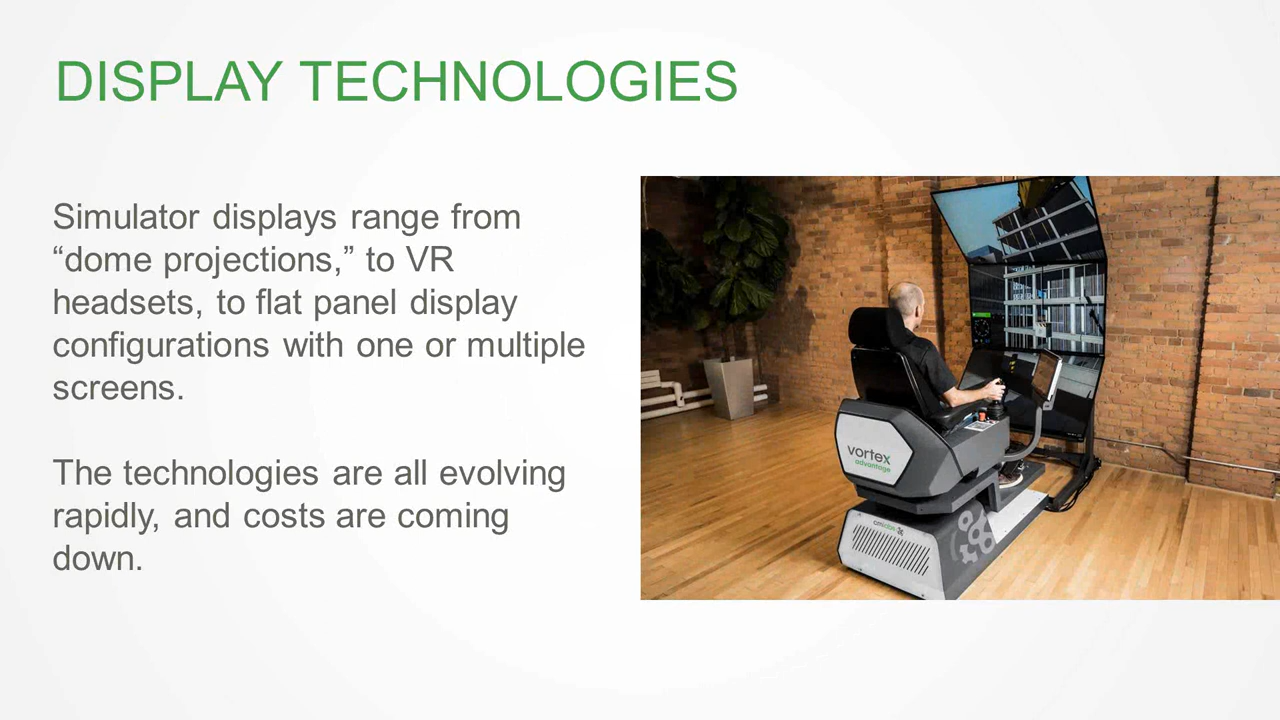 DISPLAY TECHNOLOGIES
Simulator displays range from
“dome projections,” to VR
headsets, to flat panel display
configurations with one or multiple
screens.
The technologies are all evolving
rapidly, and costs are coming
down.
vortex
advantage
cmlabs